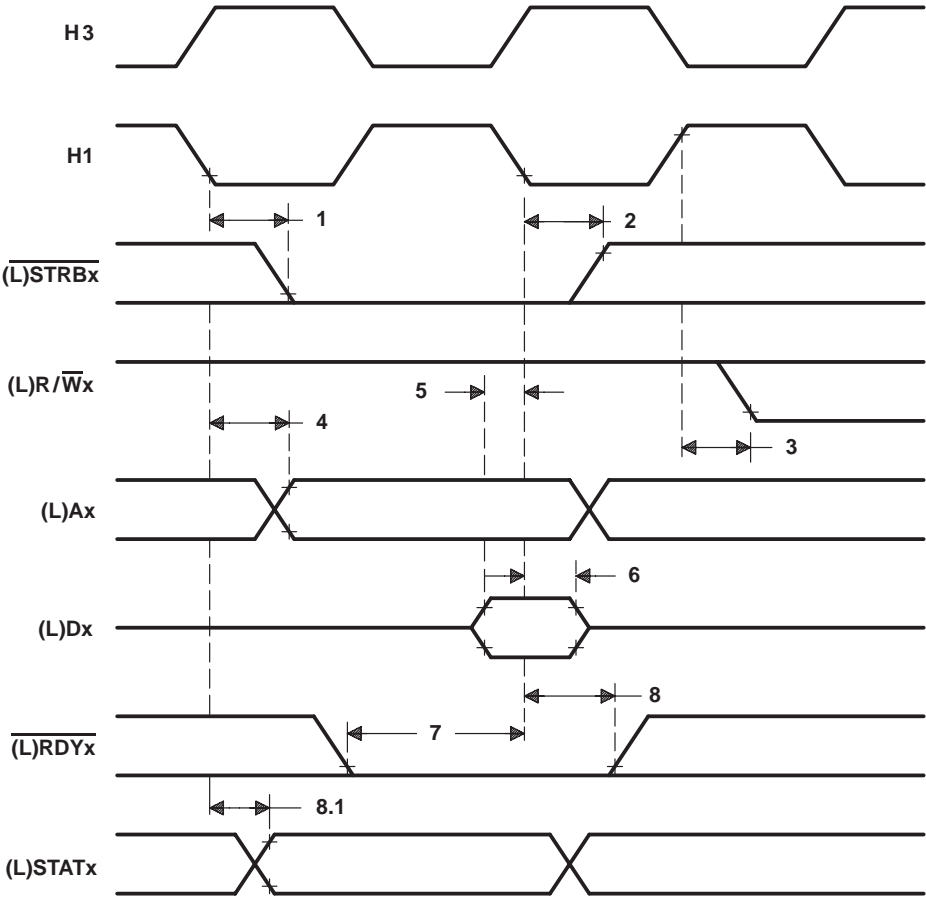 H3
H1
1
2
(L)STRBx
(L)R/Wx
5
4
3
(L)Ax
6
(L)Dx
8
7
(L)RDYx
8.1
(L)STATx